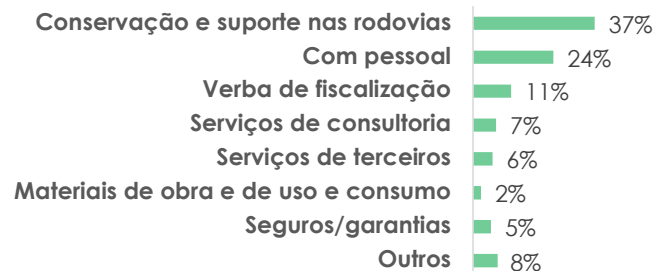 Conservação e suporte nas rodovias 37%
Com pessoal 24%
Verba de fiscalização 11%
Serviços de consultoria 7%
Serviços de terceiros 6%
Materiais de obra e de uso e consumo 2%
Seguros/garantias 5%
Outros 8%